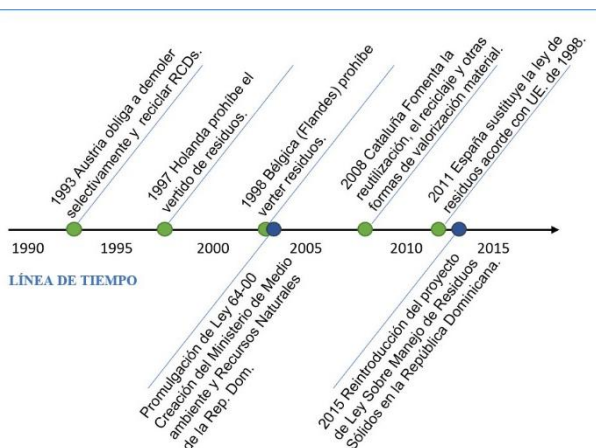 1993 Austria obliga a demoler
selectivamente y reciclar RCDs.
1997 Holanda prohíbe el
vertido de residuos.
1998 Bélgica (Flandes) prohíbe
verter residuos.
2008 Cataluña Fomenta la
reutilización, el reciclaje y otras
formas de valorización material.
2011 España sustituye la ley de
residuos acorde con UE. de 1998.
1990 1995 2000 2005 2010 2015
LÍNEA DE TIEMPO
Promulgación de Ley 64-00
Creación del Ministerio de Medio
ambiente y Recursos Naturales
de la Rep. Dom.
2015 Reintroducción del proyecto
de Ley Sobre Manejo de Residuos
Sólidos en la República Dominicana.